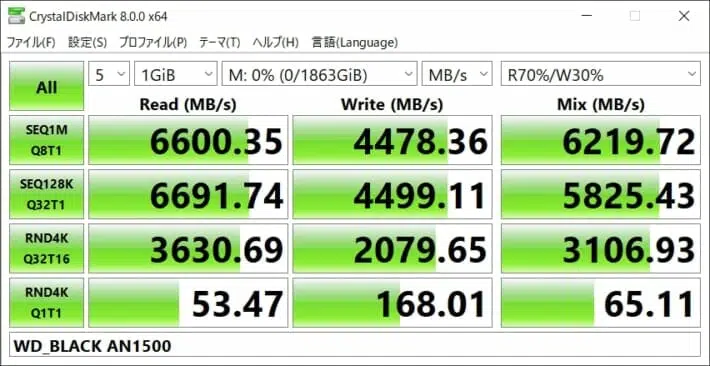 CrystalDiskMark 8.0.0 x64
ファイル(F) 設定(S) プロファイル(P) テーマ(T) ヘルプ(H) 言語(Language)
All 5 1GiB M: 0% (0/1863GiB) MB/s R70%/W30%
Read (MB/s) Write (MB/s) Mix (MB/s)
SEQ1M
Q8T1 6600.35 4478.36 6219.72
SEQ128K
Q32T1 6691.74 4499.11 5825.43
RND4K
Q32T16 3630.69 2079.65 3106.93
RND4K
Q1T1 53.47 168.01 65.11
WD_BLACK AN1500